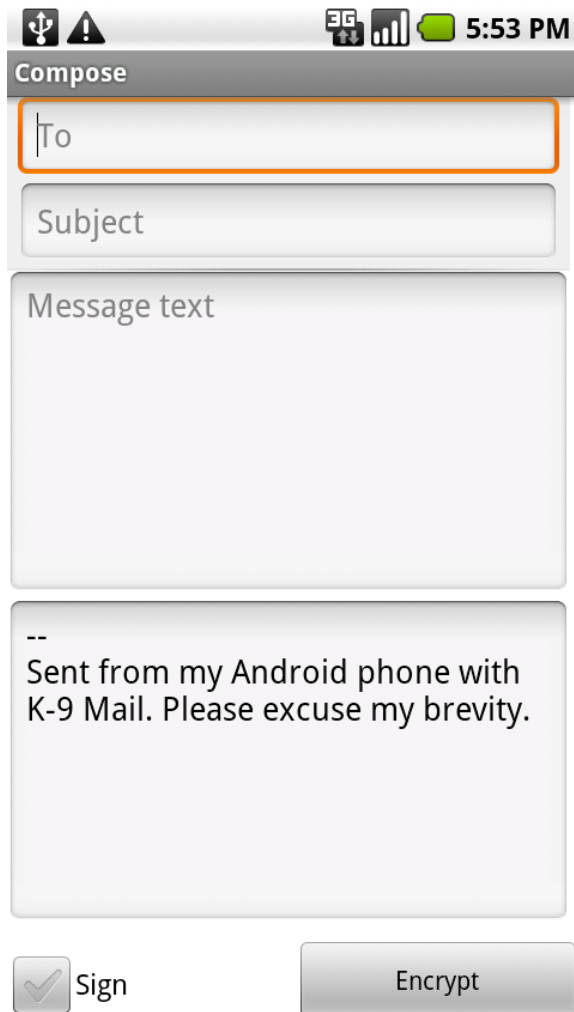 3G
5:53 PM
Compose
To
Subject
Message text
--
Sent from my Android phone with
K-9 Mail. Please excuse my brevity.
Sign
Encrypt